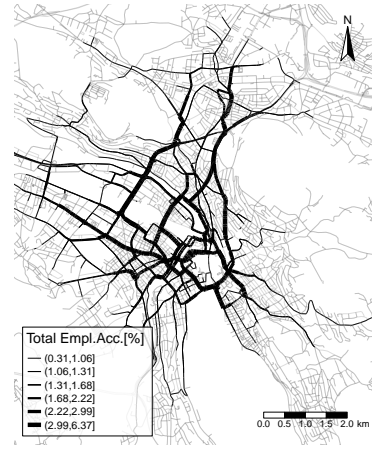 N
Total Empl.Acc.[%]
(0.31,1.06]
(1.06,1.31]
(1.31,1.68]
(1.68,2.22]
(2.22,2.99]
(2.99,6.37]
0.0 0.5 1.0 1.5 2.0 km